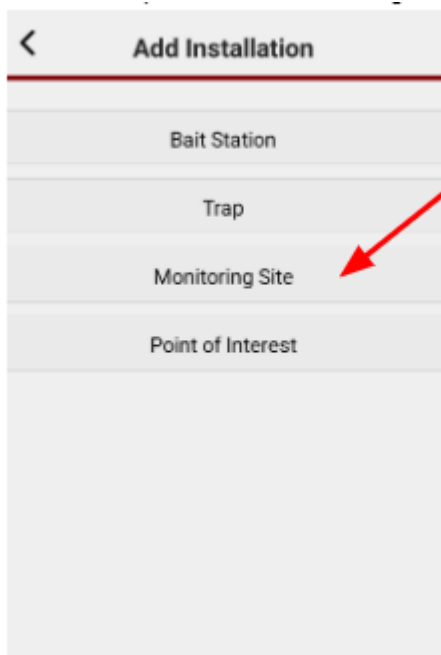 Add Installation
Bait Station
Trap
Monitoring Site
Point of Interest